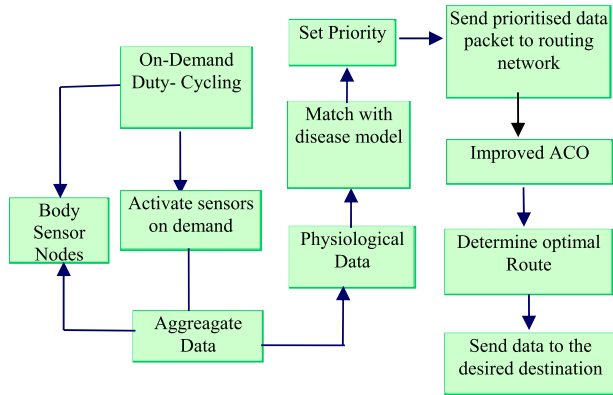 On-Demand
Duty- Cycling
Body
Sensor
Nodes
Activate sensors
on demand
Aggreagate
Data
Physiological
Data
Match with
disease model
Set Priority
Send prioritised data
packet to routing
network
Improved ACO
Determine optimal
Route
Send data to the
desired destination